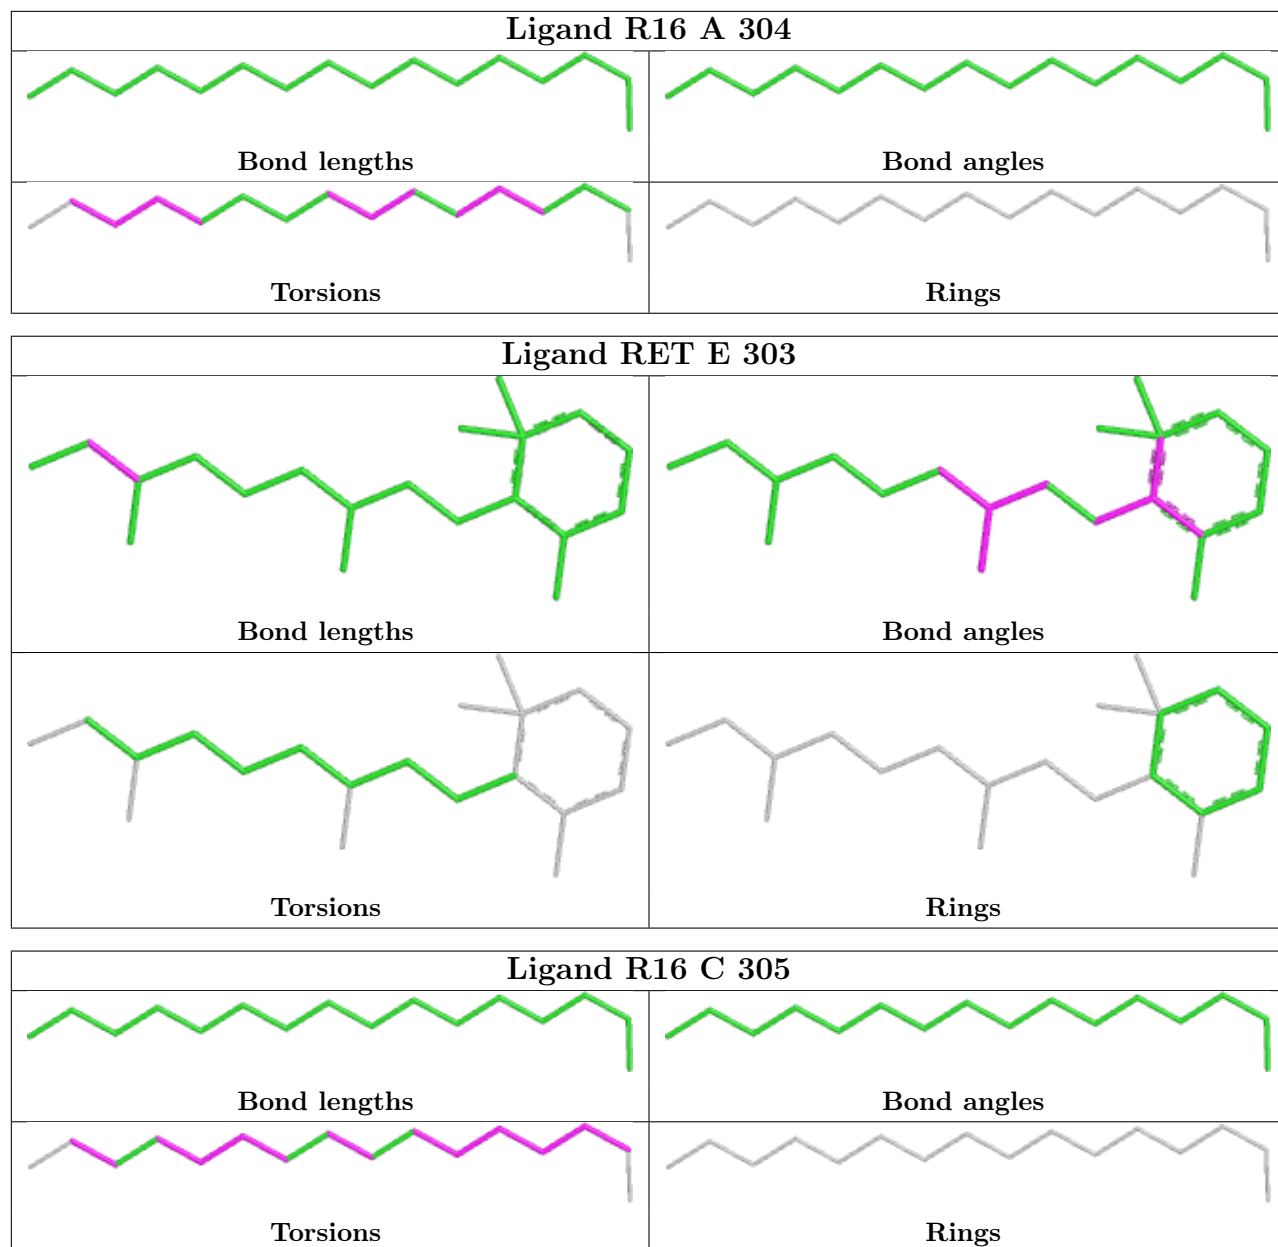 Ligand R16 A 304
Bond lengths
Bond angles
Torsions
Rings
Ligand RET E 303
Bond lengths
Bond angles
Torsions
Rings
Ligand R16 C 305
Bond lengths
Bond angles
Torsions
Rings